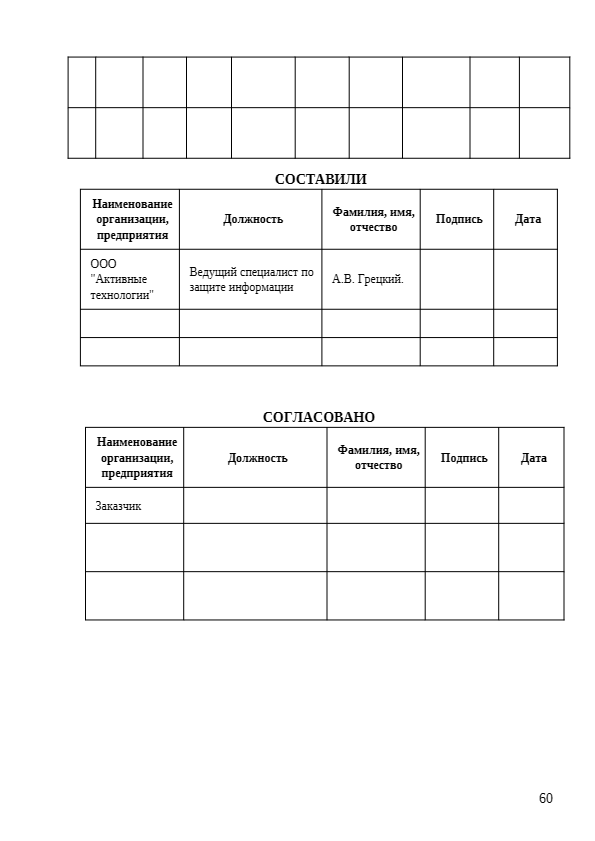 СОСТАВИЛИ
Наименование организации, предприятия
Должность
Фамилия, имя, отчество
Подпись
Дата
ООО "Активные технологии"
Ведущий специалист по защите информации
А.В. Грецкий.
СОГЛАСОВАНО
Наименование организации, предприятия
Должность
Фамилия, имя, отчество
Подпись
Дата
Заказчик
60